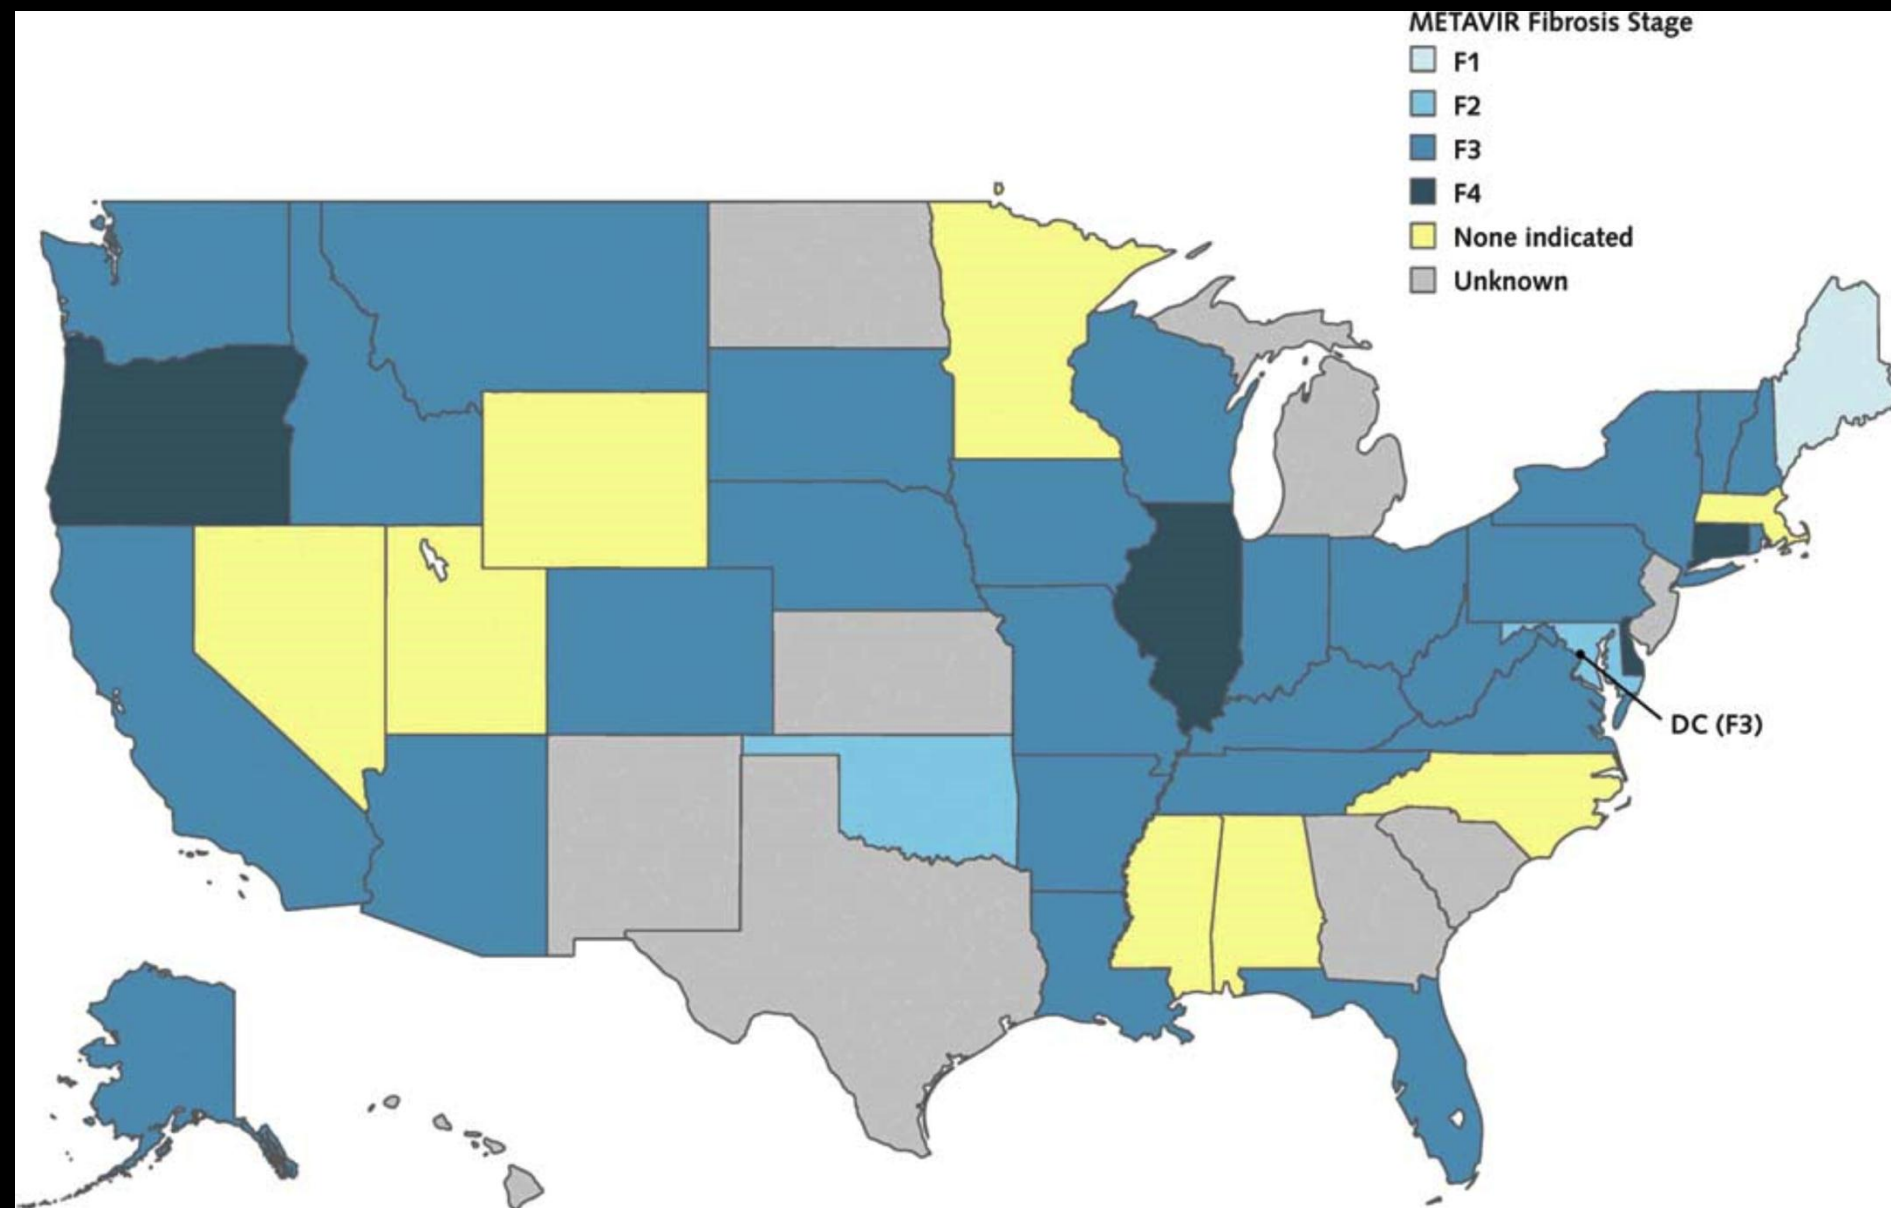 METAVIR Fibrosis Stage
F1
F2
F3
F4
None indicated
Unknown
DC (F3)